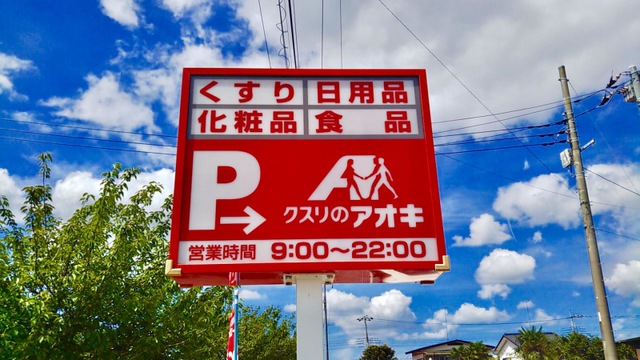 くすり 日用品
化粧品 食品
P→
クスリのアオキ
営業時間 9:00～22:00